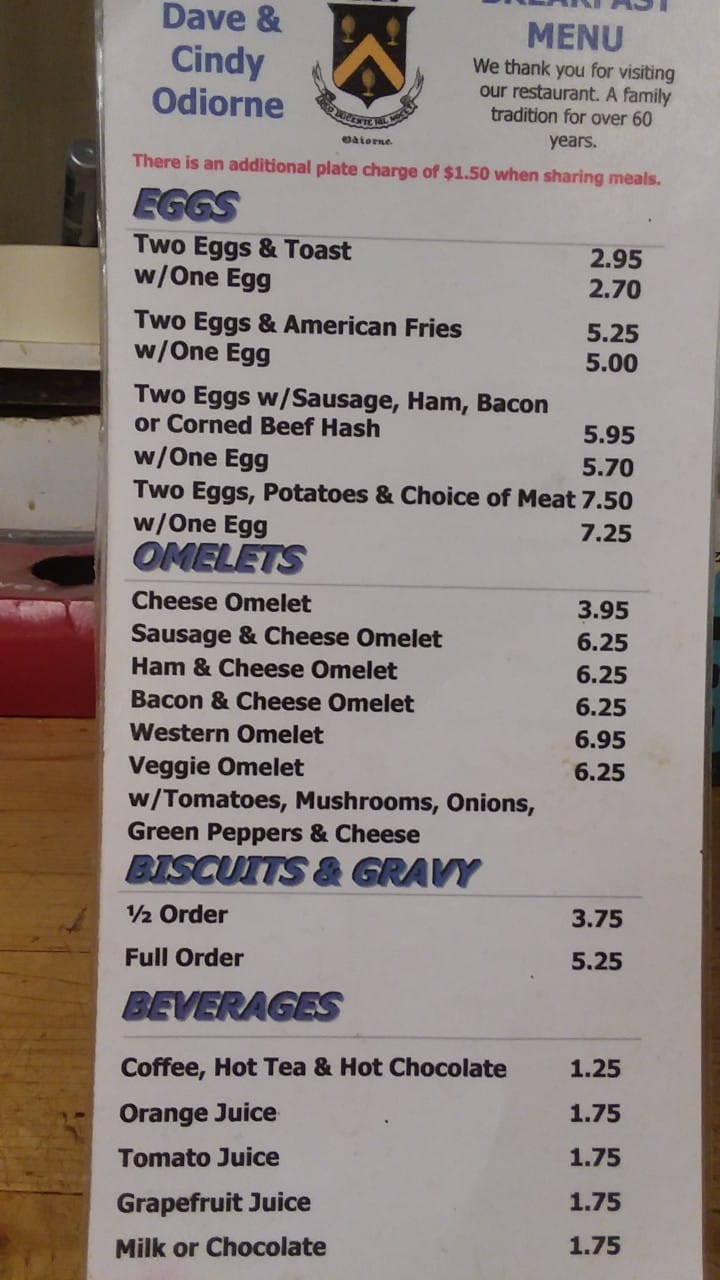 Dave &
Cindy
Odiorne
Odiorne
BREAKFAST
MENU
We thank you for visiting
our restaurant. A family
tradition for over 60
years.
There is an additional plate charge of $1.50 when sharing meals.
EGGS
Two Eggs & Toast 2.95
w/One Egg 2.70
Two Eggs & American Fries 5.25
w/One Egg 5.00
Two Eggs w/Sausage, Ham, Bacon
or Corned Beef Hash 5.95
w/One Egg 5.70
Two Eggs, Potatoes & Choice of Meat 7.50
w/One Egg 7.25
OMELETS
Cheese Omelet 3.95
Sausage & Cheese Omelet 6.25
Ham & Cheese Omelet 6.25
Bacon & Cheese Omelet 6.25
Western Omelet 6.95
Veggie Omelet 6.25
w/Tomatoes, Mushrooms, Onions,
Green Peppers & Cheese
BISCUITS & GRAVY
½ Order 3.75
Full Order 5.25
BEVERAGES
Coffee, Hot Tea & Hot Chocolate 1.25
Orange Juice 1.75
Tomato Juice 1.75
Grapefruit Juice 1.75
Milk or Chocolate 1.75